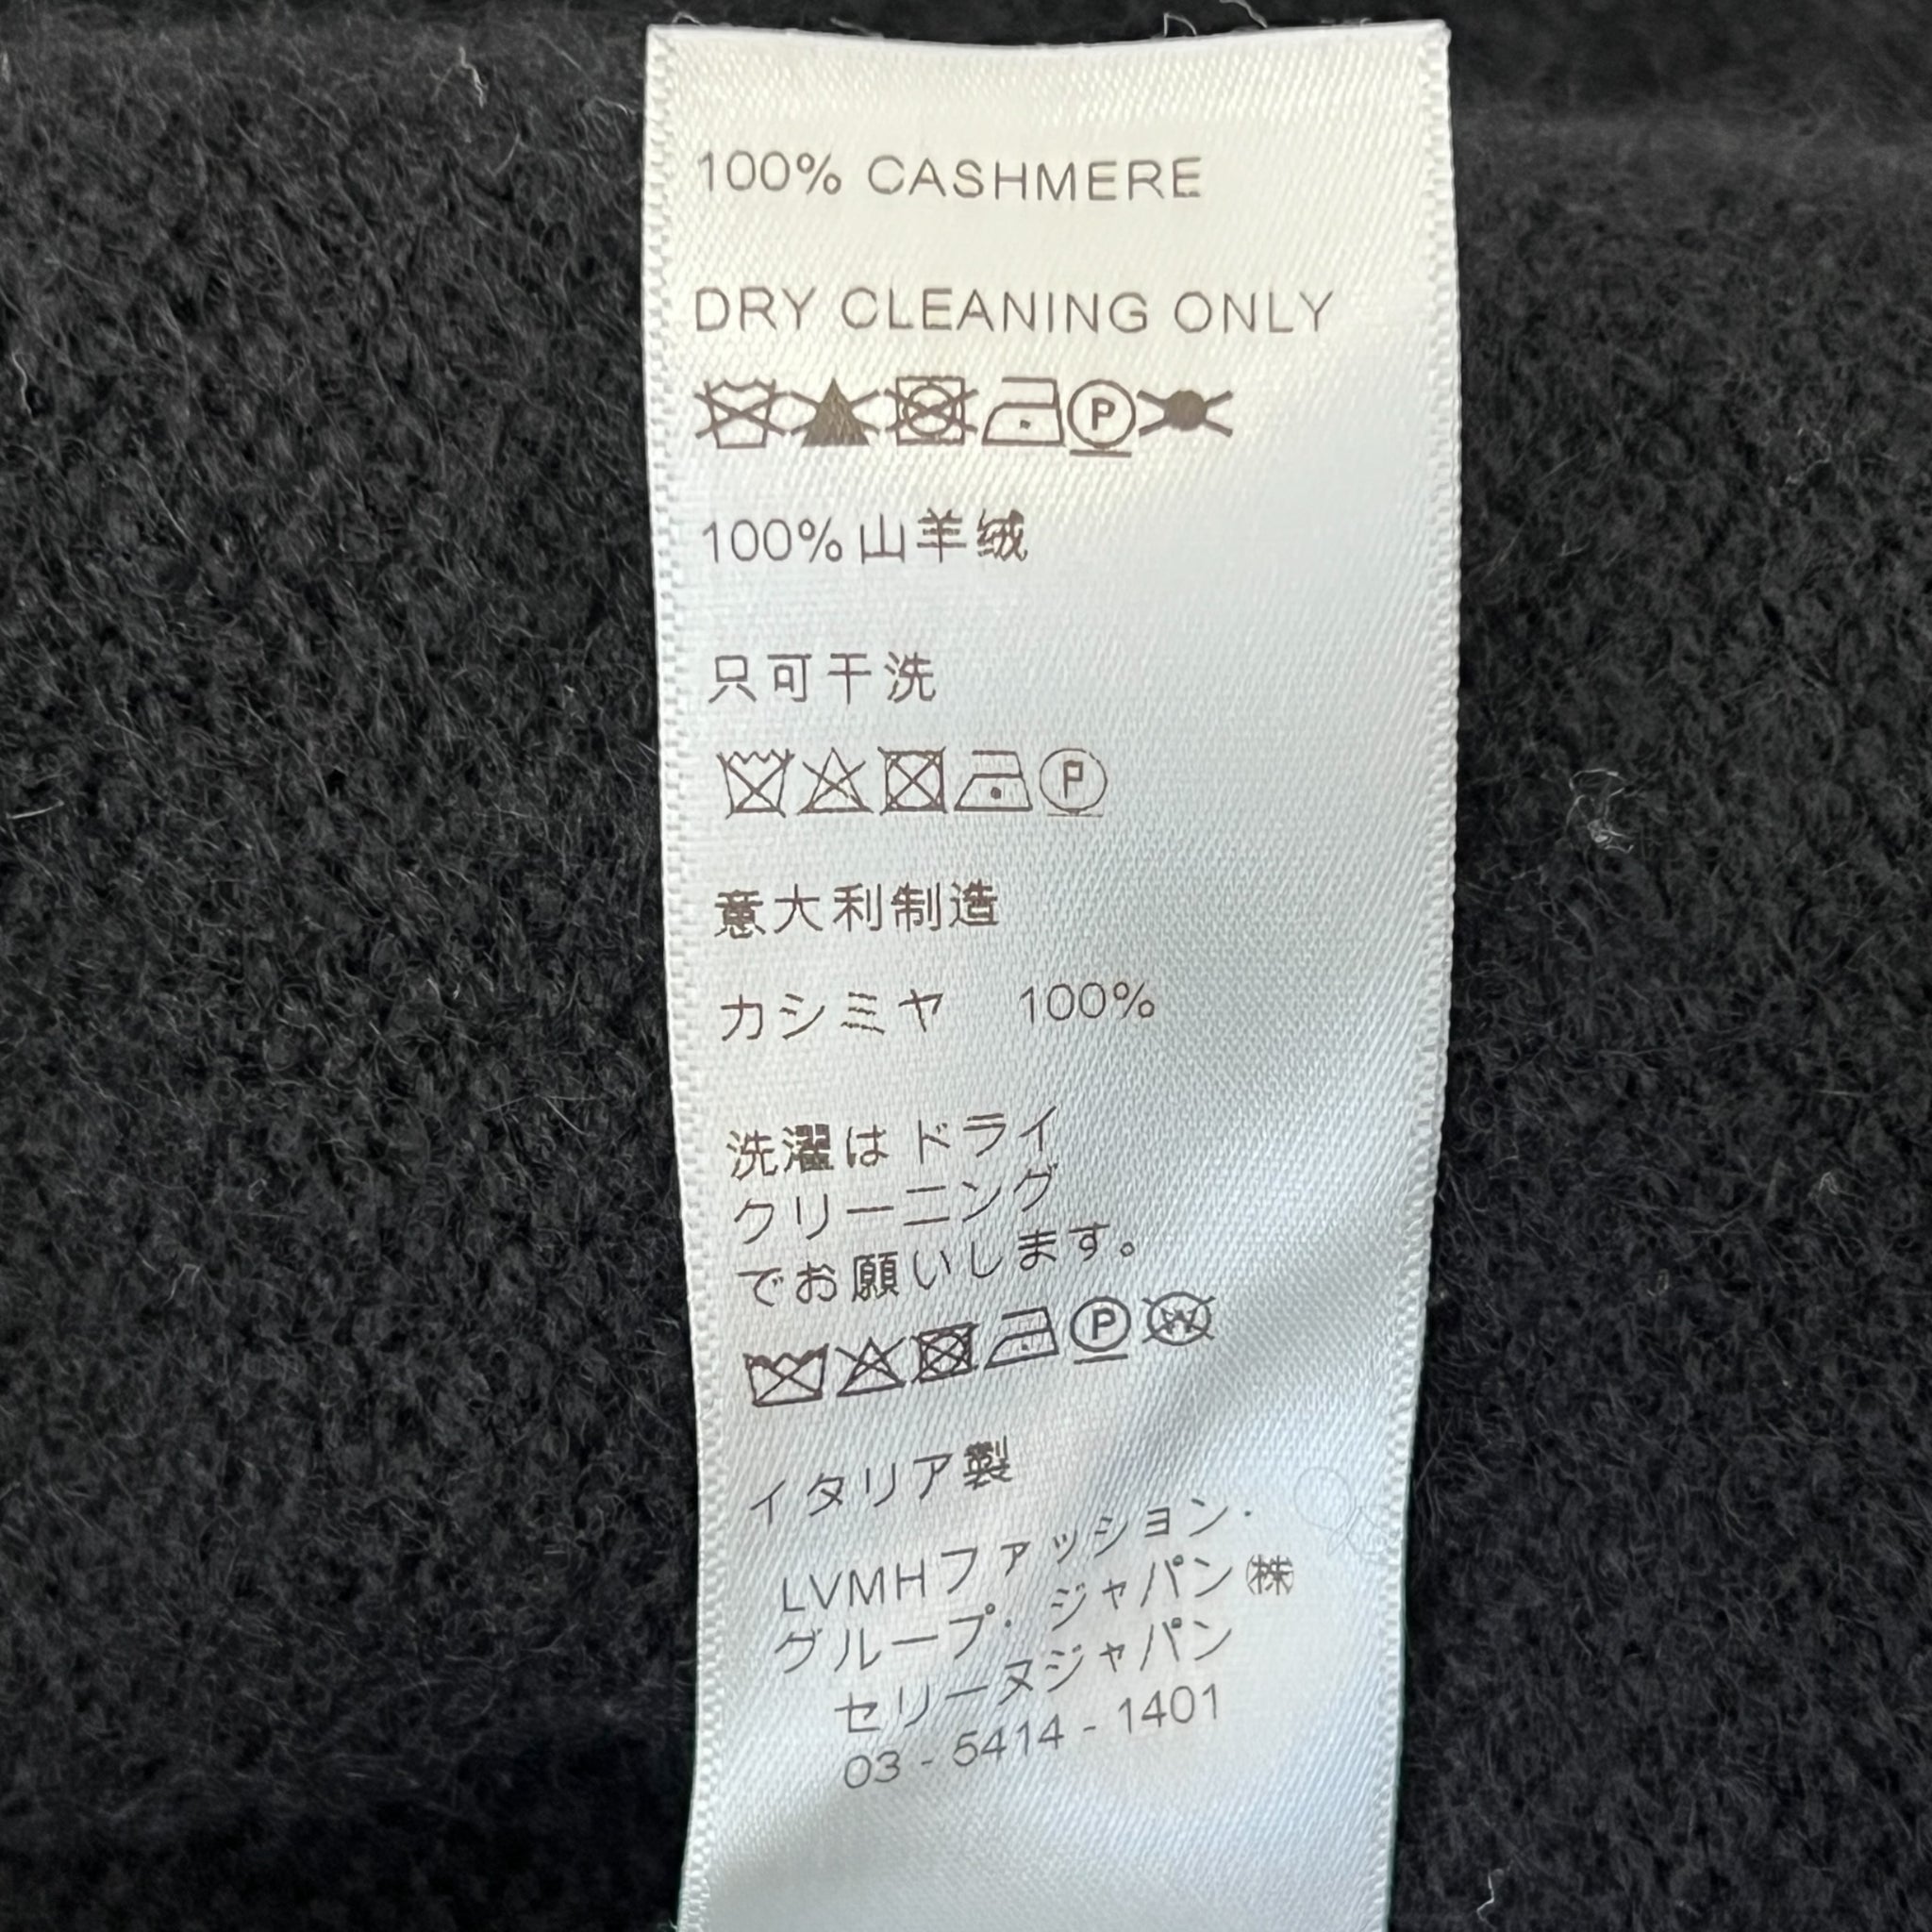 100% CASHMERE
DRY CLEANING ONLY
P
100%山羊绒
只可干洗
P
意大利制造
カシミヤ 100%
洗濯はドライ
クリーニング
でお願いします。
P W
イタリア製
LVMHファッション・
グループ・ジャパン㈱
セリーヌジャパン
03-5414-1401